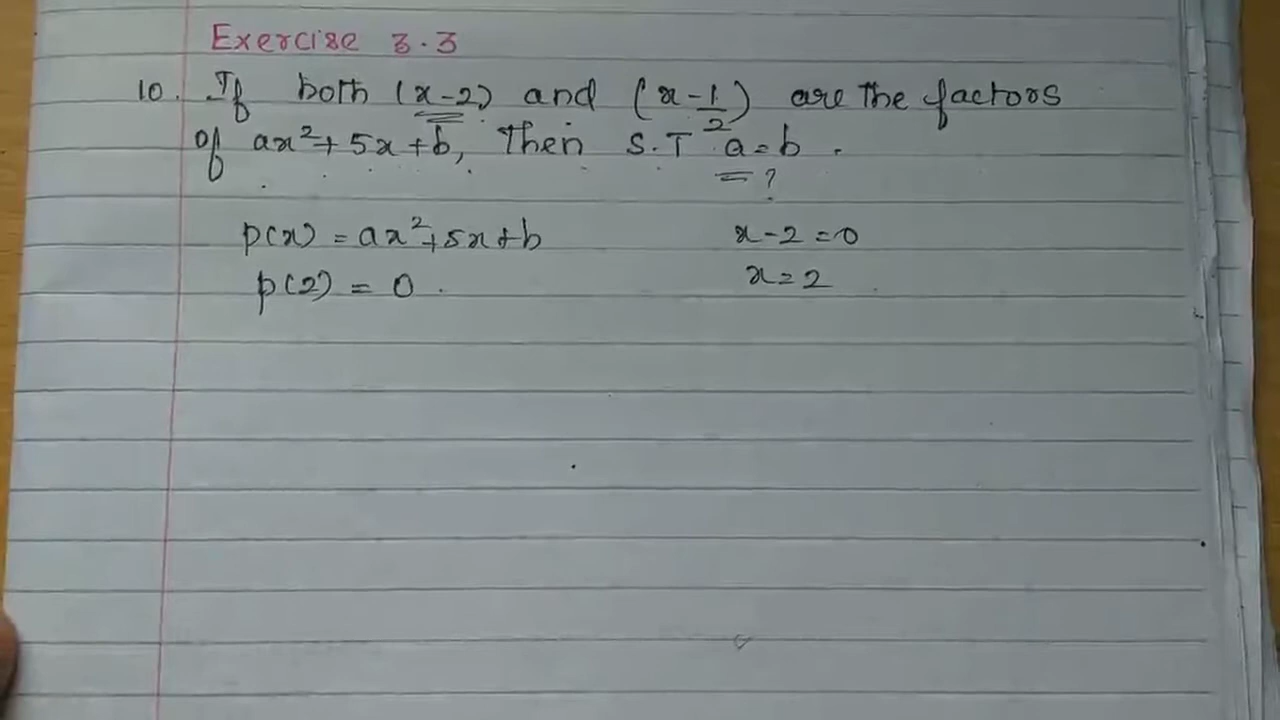 Exercise 3.3
10. If both (x-2) and (x-1/2) are the factors
of ax²+5x+b, Then S.T a=b.
= ?
p(x) = ax²+5x+b x-2=0
p(2) = 0. x=2